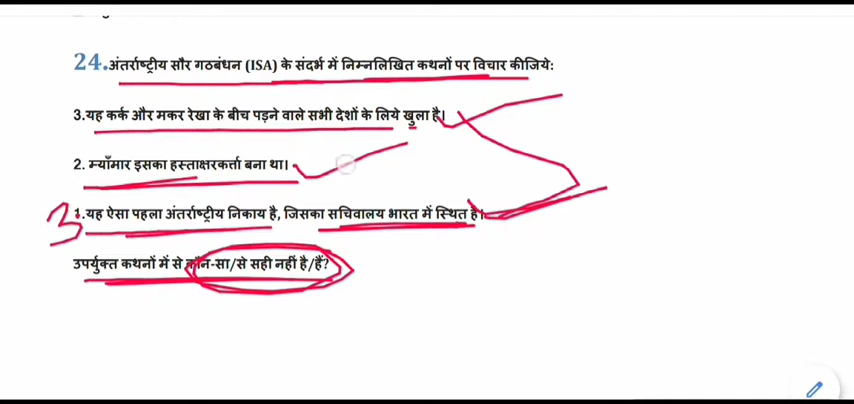 24.अंतर्राष्ट्रीय सौर गठबंधन (ISA) के संदर्भ में निम्नलिखित कथनों पर विचार कीजिये:
3.यह कर्क और मकर रेखा के बीच पड़ने वाले सभी देशों के लिये खुला है।
2. म्याँमार इसका हस्ताक्षरकर्त्ता बना था।
3 1.यह ऐसा पहला अंतर्राष्ट्रीय निकाय है, जिसका सचिवालय भारत में स्थित है।
उपर्युक्त कथनों में से कौन-सा/से सही नहीं है/हैं?